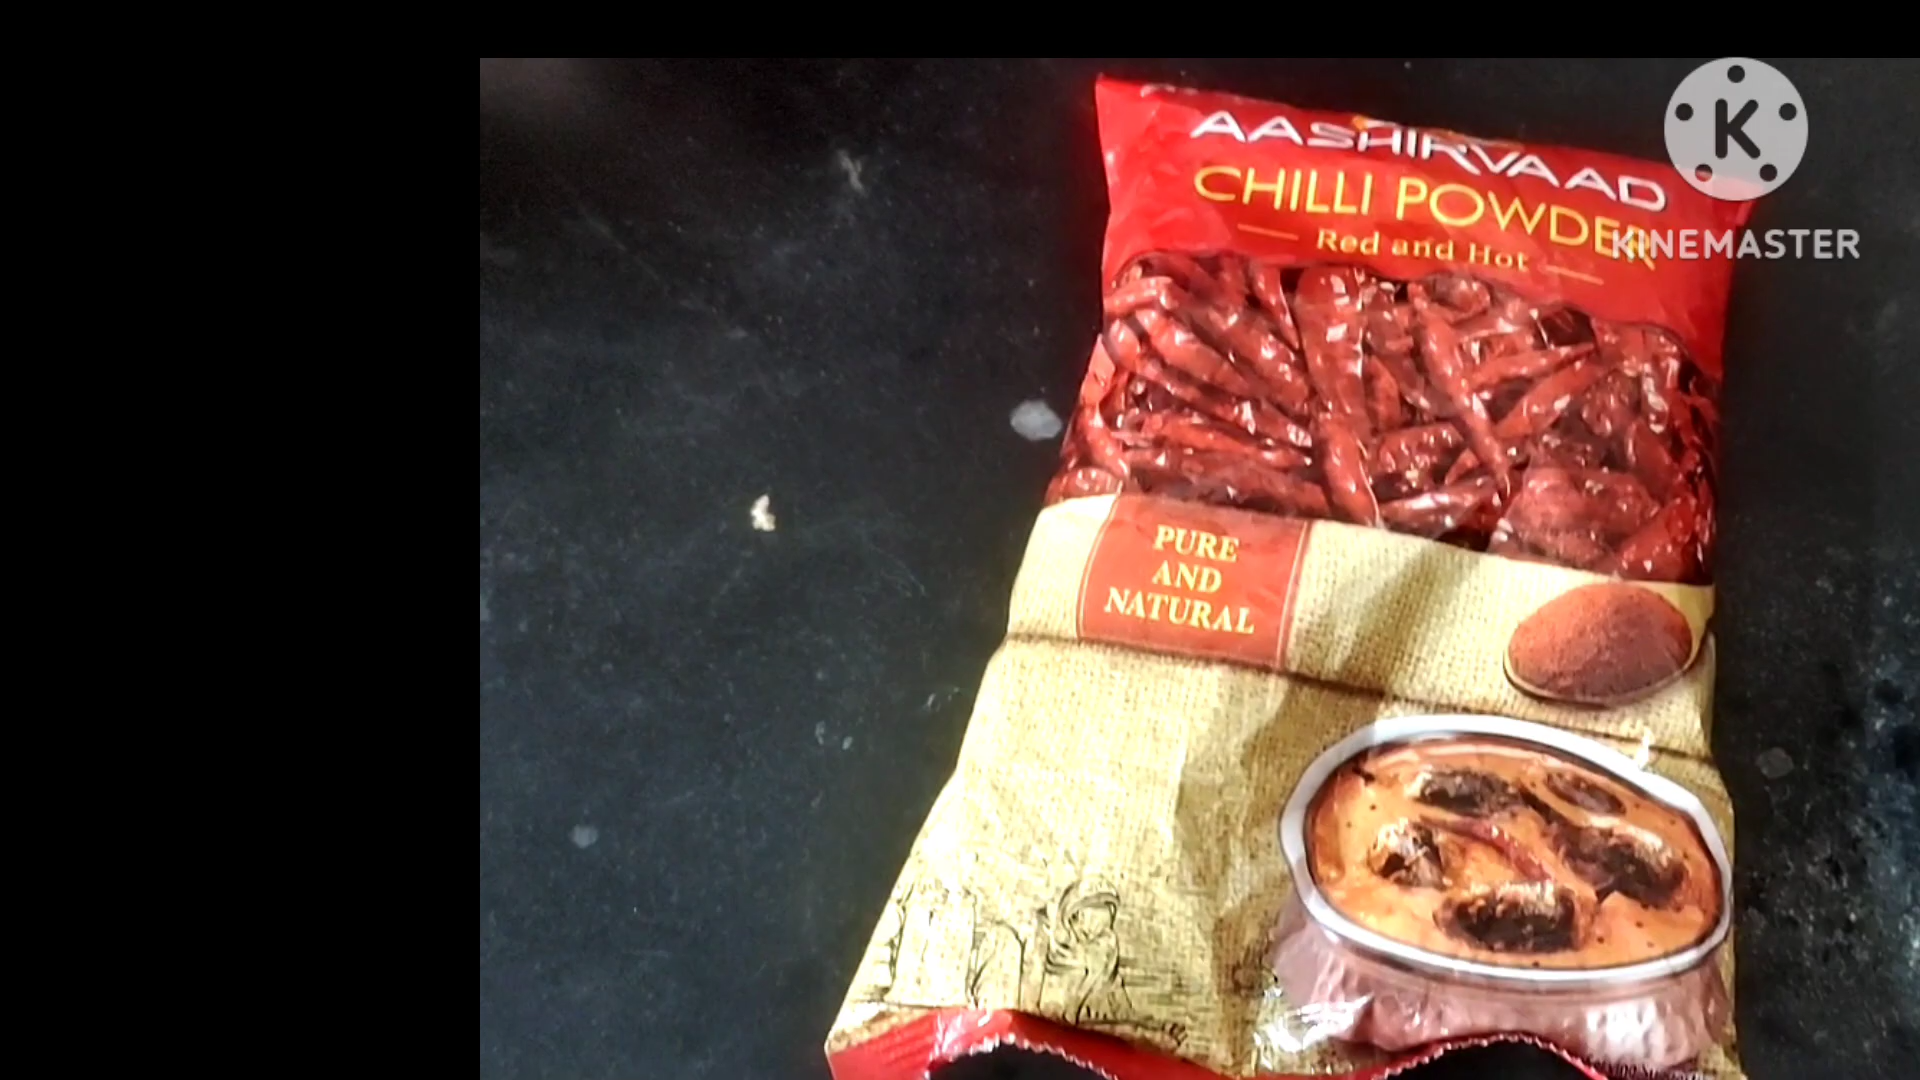 AASHIRVAAD
CHILLI POWDER
Red and Hot
K
KINEMASTER
PURE
AND
NATURAL